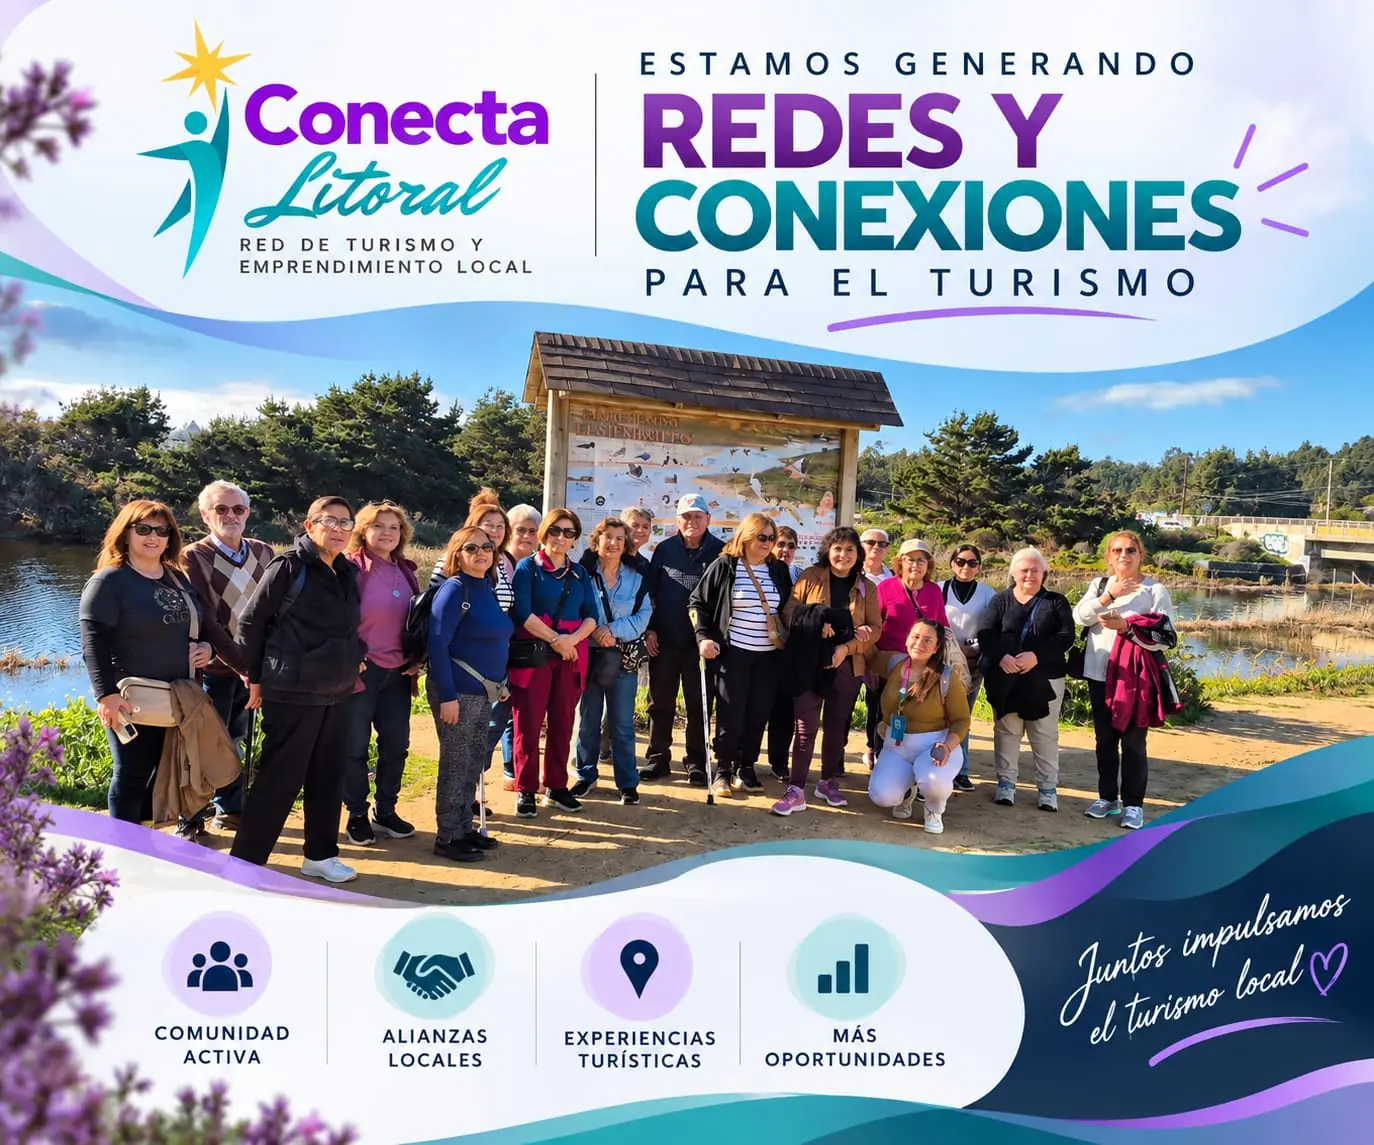 Conecta
Litoral
RED DE TURISMO Y
EMPRENDIMIENTO LOCAL
ESTAMOS GENERANDO
REDES Y
CONEXIONES
PARA EL TURISMO
COMUNIDAD
ACTIVA
ALIANZAS
LOCALES
EXPERIENCIAS
TURÍSTICAS
MÁS
OPORTUNIDADES
Juntos impulsamos
el turismo local